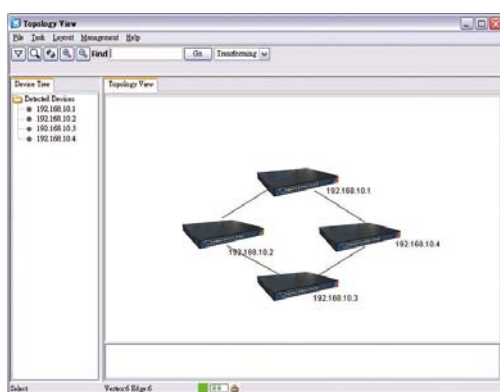 Topology View
File Task Layout Management Help
Find Go Transforming
Device Tree
Detected Devices
192.168.10.1
192.168.10.2
192.168.10.3
192.168.10.4
Topology View
192.168.10.1
192.168.10.2
192.168.10.4
192.168.10.3
Select Vertex:6 Edge:6